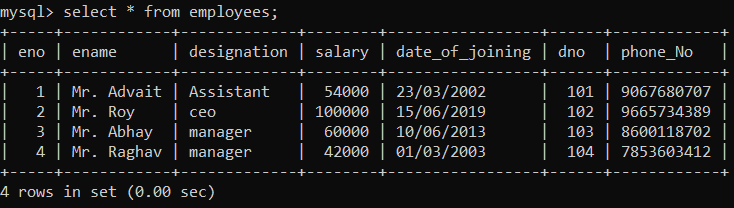 mysql> select * from employees;
+-----+------------+-------------+--------+-----------------+------+------------+
| eno | ename      | designation | salary | date_of_joining | dno  | phone_No   |
+-----+------------+-------------+--------+-----------------+------+------------+
|   1 | Mr. Advait | Assistant   |  54000 | 23/03/2002      |  101 | 9067680707 |
|   2 | Mr. Roy    | ceo         | 100000 | 15/06/2019      |  102 | 9665734389 |
|   3 | Mr. Abhay  | manager     |  60000 | 10/06/2013      |  103 | 8600118702 |
|   4 | Mr. Raghav | manager     |  42000 | 01/03/2003      |  104 | 7853603412 |
+-----+------------+-------------+--------+-----------------+------+------------+
4 rows in set (0.00 sec)